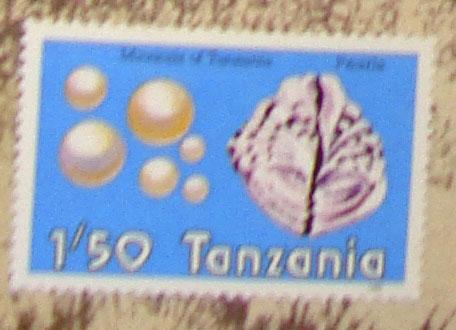 Minerals of Tanzania Pearls
1/50 Tanzania